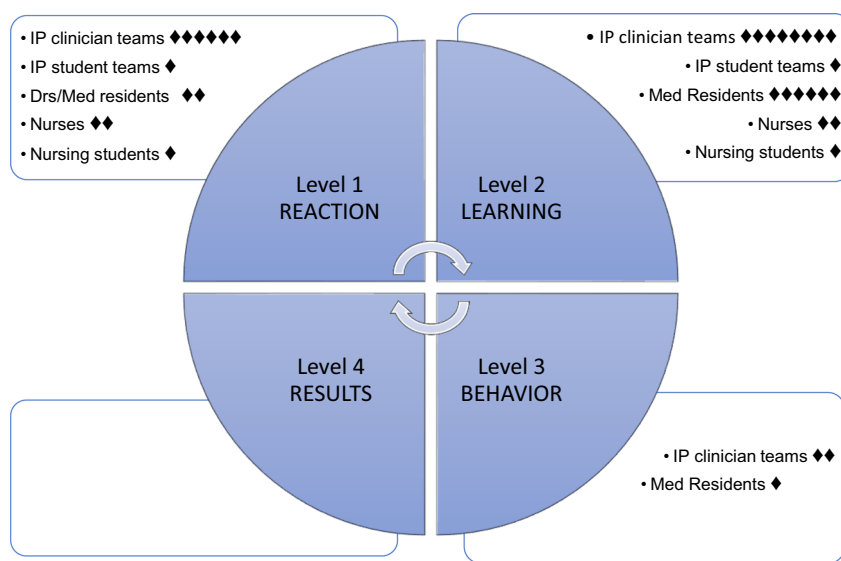 • IP clinician teams ♦♦♦♦♦♦
• IP student teams ♦
• Drs/Med residents ♦♦
• Nurses ♦♦
• Nursing students ♦
• IP clinician teams ♦♦♦♦♦♦♦♦
• IP student teams ♦
• Med Residents ♦♦♦♦♦♦
• Nurses ♦♦
• Nursing students ♦
Level 1
REACTION
Level 2
LEARNING
Level 4
RESULTS
Level 3
BEHAVIOR
• IP clinician teams ♦♦
• Med Residents ♦